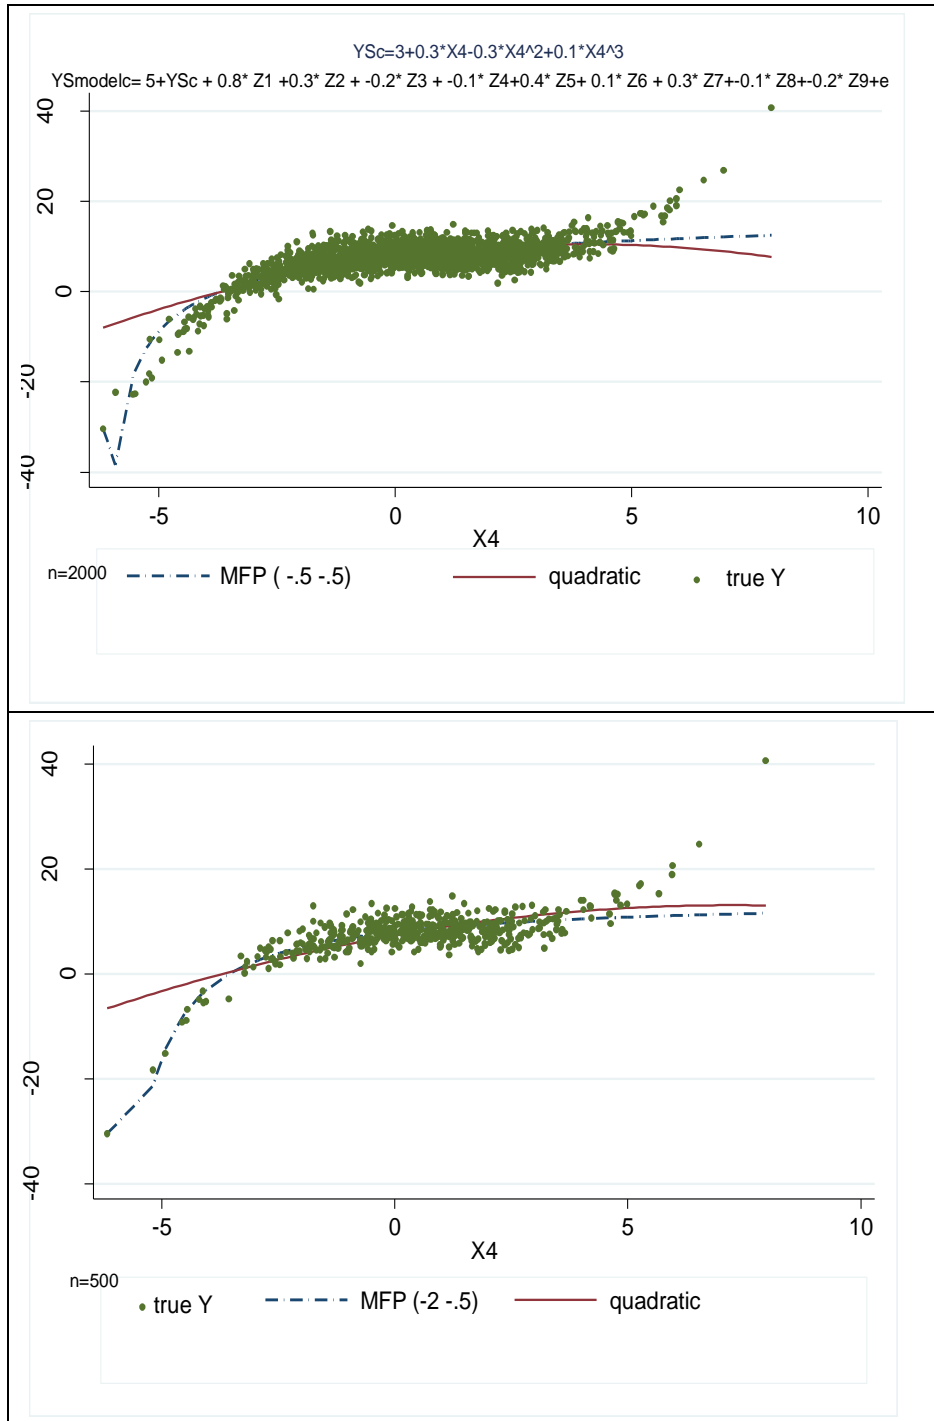 YSc=3+0.3*X4-0.3*X4^2+0.1*X4^3
YSmodelc= 5+YSc + 0.8* Z1 +0.3* Z2 + -0.2* Z3 + -0.1* Z4+0.4* Z5+ 0.1* Z6 + 0.3* Z7+-0.1* Z8+-0.2* Z9+e
40
20
0
-20
-40
-5 0 5 10
X4
n=2000 MFP ( -.5 -.5) quadratic true Y
40
20
0
-20
-40
-5 0 5 10
X4
n=500
true Y MFP (-2 -.5) quadratic